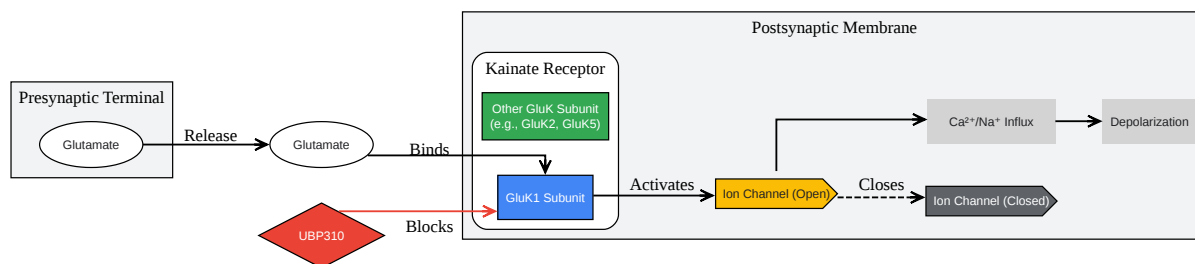 Postsynaptic Membrane
Kainate Receptor
Presynaptic Terminal
Other GluK Subunit
(e.g., GluK2, GluK5)
Ca²⁺/Na⁺ Influx
Depolarization
Release
Glutamate
Glutamate
Binds
Activates
Closes
GluK1 Subunit
Ion Channel (Open)
Ion Channel (Closed)
Blocks
UBP310